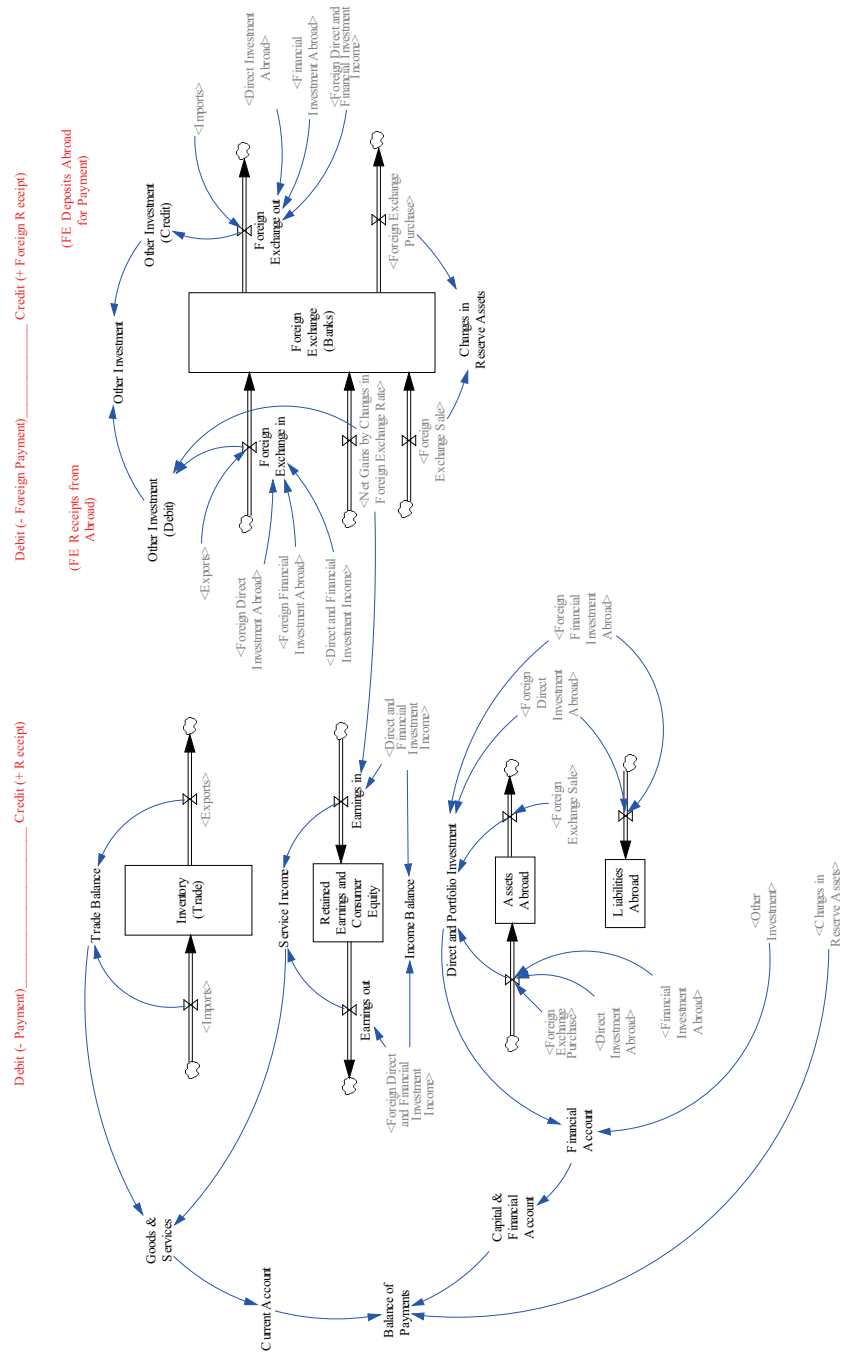 Debit (- Payment)______________ Credit (+ Receipt)
Debit (- Foreign Payment)______________ Credit (+ Foreign Receipt)
(FE Receipts from
Abroad)
(FE Deposits Abroad
for Payment)
Goods &
Services
Current Account
Balance of
Payments
Capital &
Financial
Account
Financial
Account
Trade Balance
<Imports>
Inventory
(Trade)
<Exports>
Service Income
Earnings out
Retained
Earnings and
Consumer
Equity
Earnings in
<Foreign Direct
and Financial
Investment
Income>
Income Balance
<Direct and
Financial
Investment
Income>
Direct and Portfolio Investment
<Foreign
Exchange
Purchase>
<Direct
Investment
Abroad>
<Financial
Investment
Abroad>
Assets
Abroad
<Foreign
Exchange Sale>
<Foreign
Direct
Investment
Abroad>
<Foreign
Financial
Investment
Abroad>
Liabilities
Abroad
<Other
Investment>
<Changes in
Reserve Assets>
Other Investment
(Debit)
Other Investment
Other Investment
(Credit)
<Exports>
<Foreign Direct
Investment Abroad>
<Foreign Financial
Investment Abroad>
<Direct and Financial
Investment Income>
Foreign
Exchange in
<Net Gains by Changes in
Foreign Exchange Rate>
<Foreign
Exchange Sale>
Foreign
Exchange
(Banks)
Changes in
Reserve Assets
Foreign
Exchange out
<Foreign Exchange
Purchase>
<Imports>
<Direct Investment
Abroad>
<Financial
Investment Abroad>
<Foreign Direct and
Financial Investment
Income>